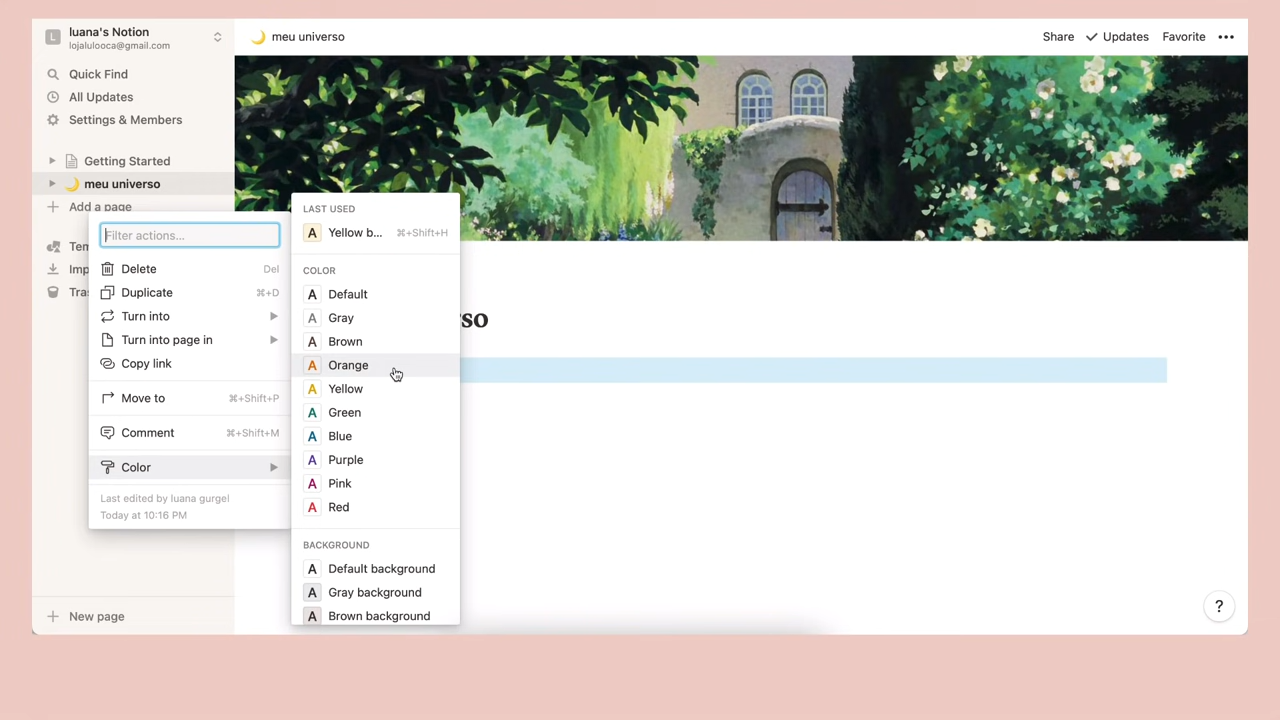 L
luana's Notion
lojalulooca@gmail.com
Quick Find
All Updates
Settings & Members
Getting Started
meu universo
Add a page
New page
meu universo
Share
Updates
Favorite
Filter actions...
Delete Del
Duplicate ⌘+D
Turn into
Turn into page in
Copy link
Move to ⌘+Shift+P
Comment ⌘+Shift+M
Color
Last edited by luana gurgel
Today at 10:16 PM
LAST USED
A Yellow b... ⌘+Shift+H
COLOR
A Default
A Gray
A Brown
A Orange
A Yellow
A Green
A Blue
A Purple
A Pink
A Red
BACKGROUND
A Default background
A Gray background
A Brown background
?